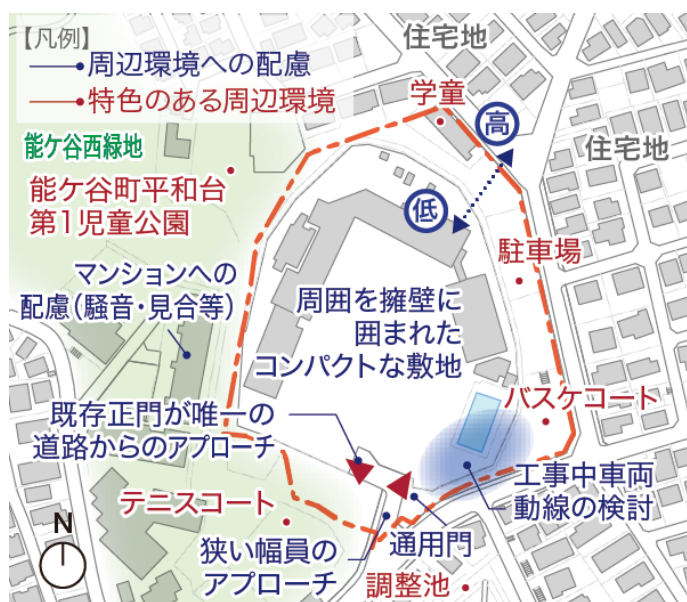 【凡例】
周辺環境への配慮
特色のある周辺環境
住宅地
学童
高
住宅地
能ケ谷西緑地
能ケ谷町平和台
第1児童公園
低
駐車場
マンションへの
配慮(騒音・見合等)
周囲を擁壁に
囲まれた
コンパクトな敷地
既存正門が唯一の
道路からのアプローチ
バスケコート
工事中車両
動線の検討
テニスコート
N
狭い幅員の
アプローチ
通用門
調整池